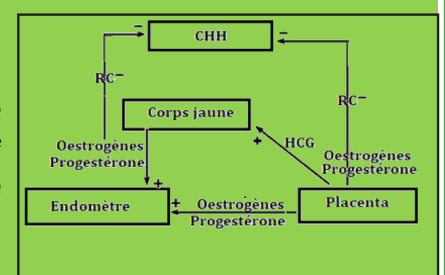 CHH
−
−
RC−
RC−
Corps jaune
HCG
+
Oestrogènes
Progestérone
Oestrogènes
Progestérone
+
Endomètre
+
Oestrogènes
Progestérone
Placenta